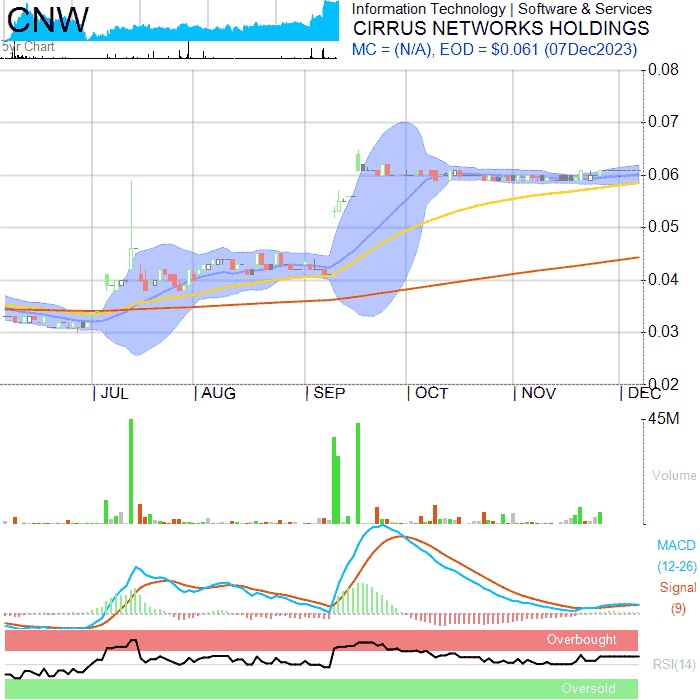 CNW
5yr Chart
Information Technology | Software & Services
CIRRUS NETWORKS HOLDINGS
MC = (N/A), EOD = $0.061 (07Dec2023)
0.08
0.07
0.06
0.05
0.04
0.03
0.02
JUL AUG SEP OCT NOV DEC
45M
Volume
MACD
(12-26)
Signal
(9)
Overbought
RSI(14)
Oversold